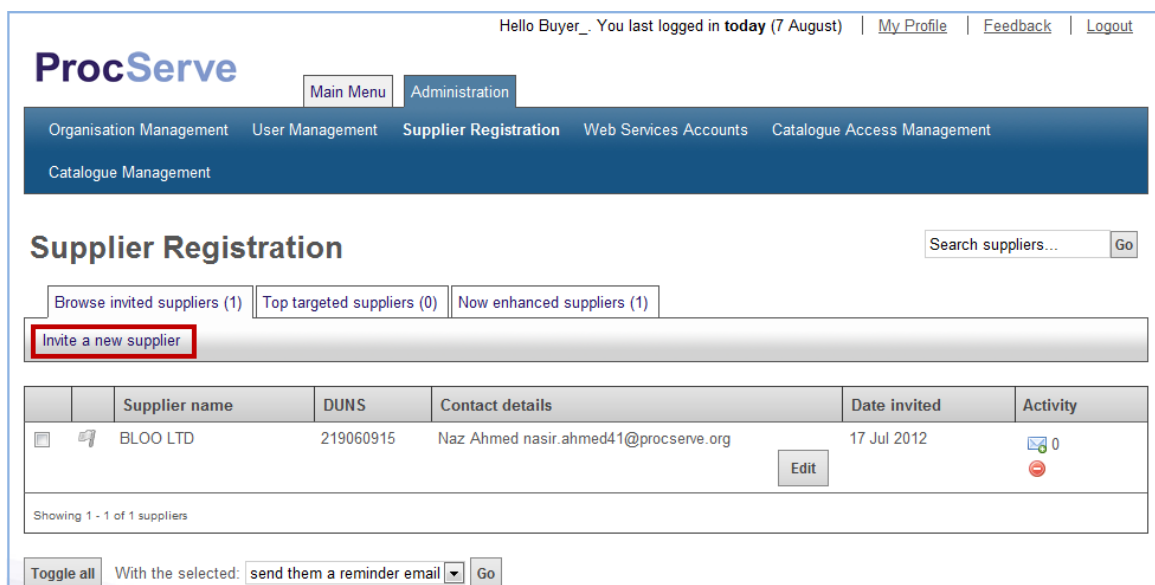 Hello Buyer_. You last logged in today (7 August) | My Profile | Feedback | Logout
ProcServe
Main Menu Administration
Organisation Management User Management Supplier Registration Web Services Accounts Catalogue Access Management
Catalogue Management
Supplier Registration
Search suppliers... Go
Browse invited suppliers (1) Top targeted suppliers (0) Now enhanced suppliers (1)
Invite a new supplier
Supplier name DUNS Contact details Date invited Activity
BLOO LTD 219060915 Naz Ahmed nasir.ahmed41@procserve.org 17 Jul 2012 0
Edit
Showing 1 - 1 of 1 suppliers
Toggle all With the selected: send them a reminder email Go